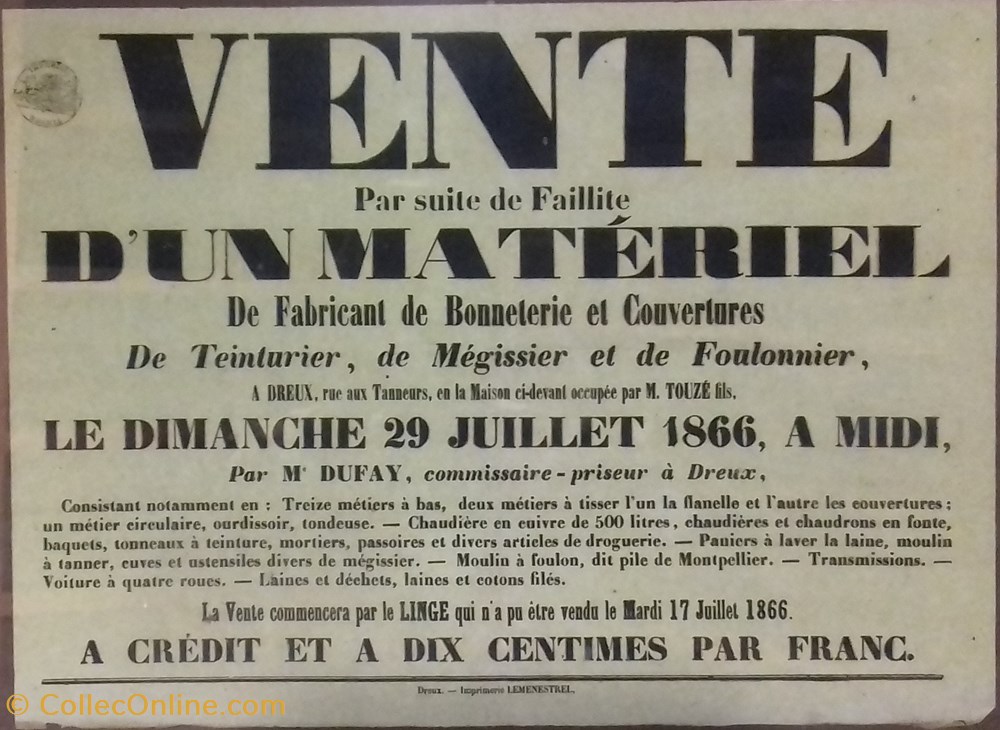 VENTE
Par suite de Faillite
D'UN MATÉRIEL
De Fabricant de Bonneterie et Couvertures
De Teinturier, de Mégissier et de Foulonnier,
A DREUX, rue aux Tanneurs, en la Maison ci-devant occupée par M. TOUZÉ fils,
LE DIMANCHE 29 JUILLET 1866, A MIDI,
Par Me DUFAY, commissaire-priseur à Dreux,
Consistant notamment en : Treize métiers à bas, deux métiers à tisser l'un la flanelle et l'autre les couvertures ;
un métier circulaire, ourdissoir, tondeuse. — Chaudière en cuivre de 500 litres, chaudières et chaudrons en fonte,
baquets, tonneaux à teinture, mortiers, passoires et divers articles de droguerie. — Paniers à laver la laine, moulin
à tanner, cuves et ustensiles divers de mégissier. — Moulin à foulon, dit pile de Montpellier. — Transmissions. —
Voiture à quatre roues. — Laines et déchets, laines et cotons filés.
La Vente commencera par le LINGE qui n'a pu être vendu le Mardi 17 Juillet 1866.
A CRÉDIT ET A DIX CENTIMES PAR FRANC.
Dreux. — Imprimerie LEMENESTREL.
© CollecOnline.com